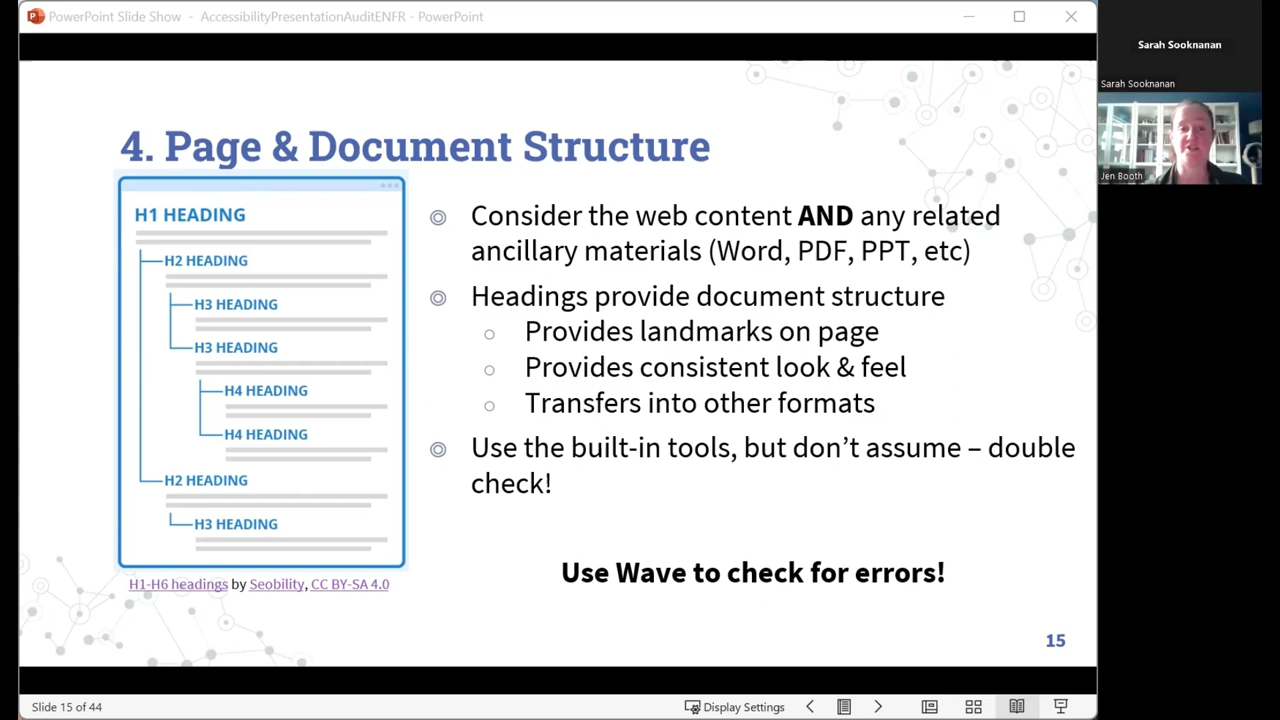 PowerPoint Slide Show - AccessibilityPresentationAuditENFR - PowerPoint
Sarah Sooknanan
Sarah Sooknanan
Jen Booth
4. Page & Document Structure
H1 HEADING
H2 HEADING
H3 HEADING
H3 HEADING
H4 HEADING
H4 HEADING
H2 HEADING
H3 HEADING
H1-H6 headings by Seobility, CC BY-SA 4.0
Consider the web content AND any related
ancillary materials (Word, PDF, PPT, etc)
Headings provide document structure
Provides landmarks on page
Provides consistent look & feel
Transfers into other formats
Use the built-in tools, but don’t assume – double
check!
Use Wave to check for errors!
15
Slide 15 of 44
Display Settings